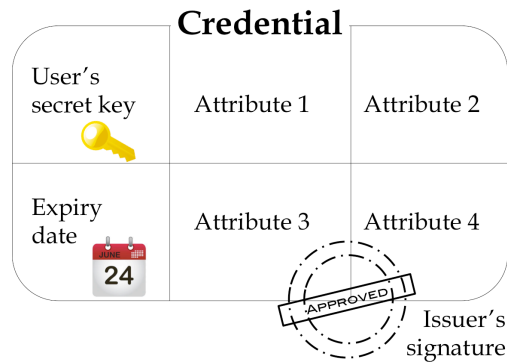 Credential
User's
secret key
Attribute 1
Attribute 2
Expiry
date
JUNE
24
Attribute 3
Attribute 4
APPROVED
Issuer's
signature